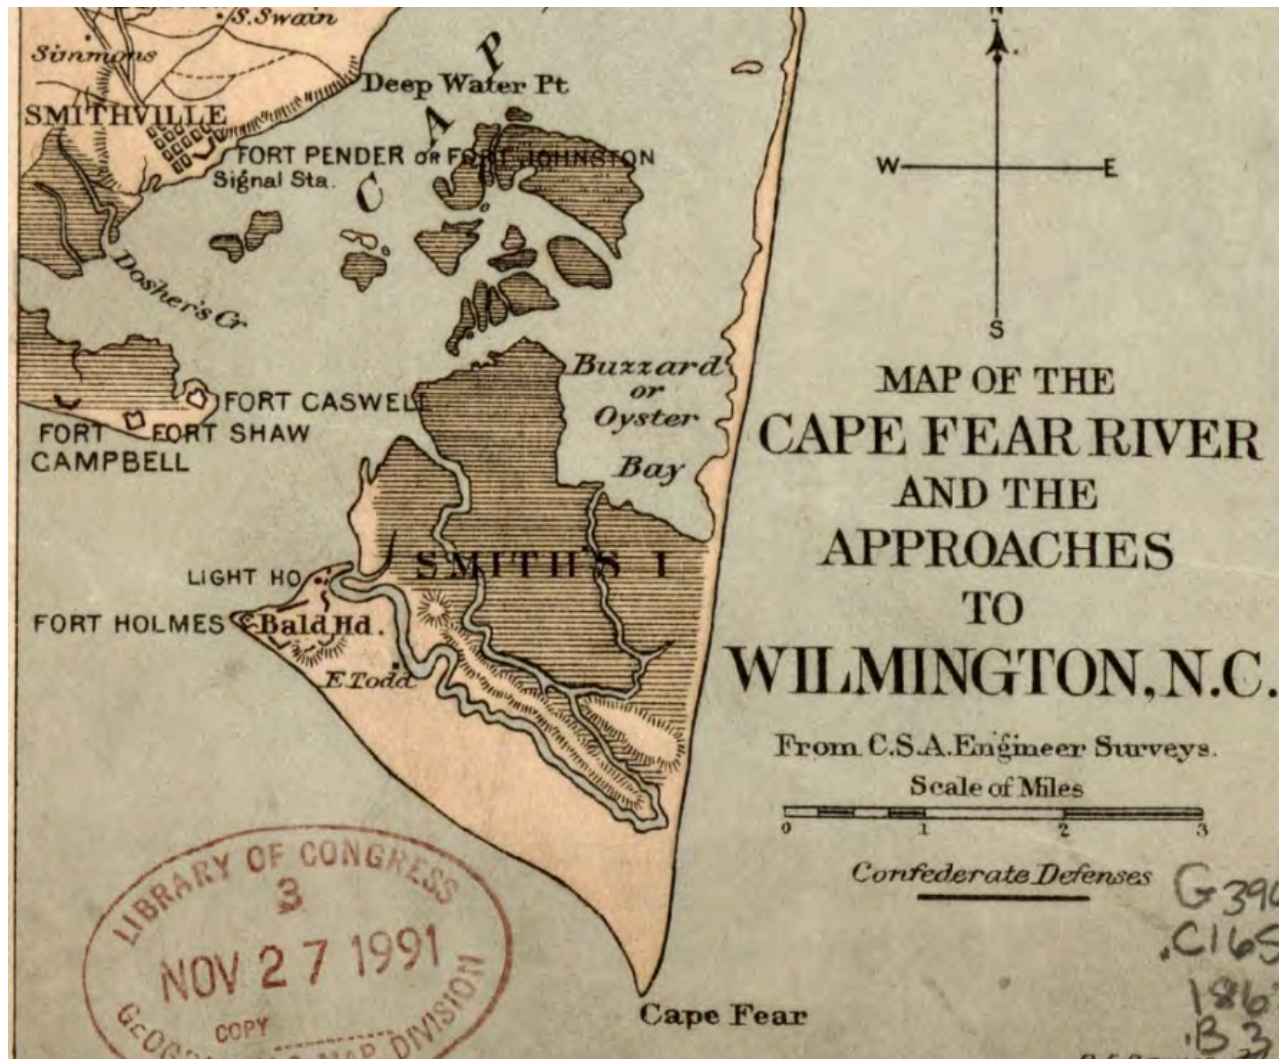 S. Swain
Simmons
SMITHVILLE
Deep Water Pt
C A P
FORT PENDER OR FORT JOHNSTON
Signal Sta.
Dosher's Cr
Buzzard
or
Oyster
Bay
FORT CASWELL
FORT SHAW
FORT
CAMPBELL
SMITH'S I
LIGHT HO
FORT HOLMES
Bald Hd.
E Todd
Cape Fear
N
W E
S
MAP OF THE
CAPE FEAR RIVER
AND THE
APPROACHES
TO
WILMINGTON, N.C.
From C.S.A. Engineer Surveys.
Scale of Miles
0 1 2 3
Confederate Defenses
LIBRARY OF CONGRESS
3
NOV 27 1991
COPY
MAP DIVISION
.C165
.B3